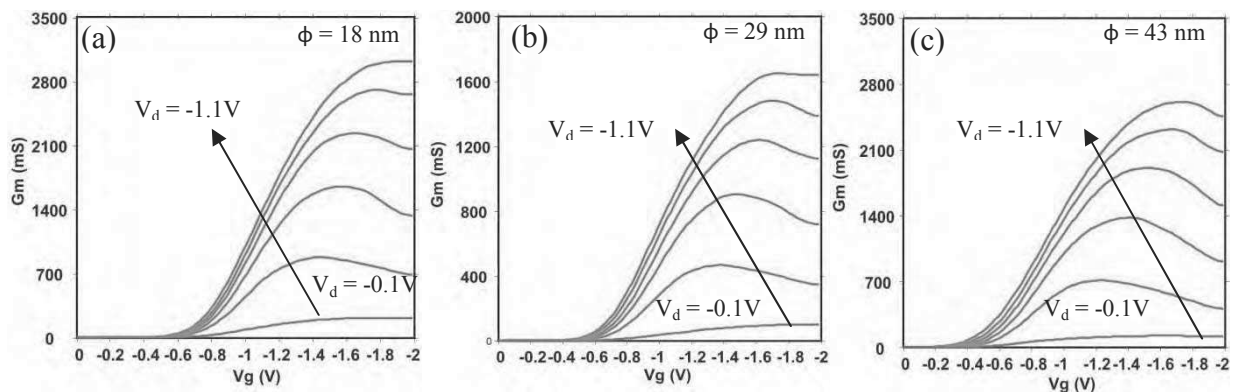 (a)
ϕ = 18 nm
3500
2800
2100
1400
700
0
Gm (mS)
V_d = -1.1V
V_d = -0.1V
0 -0.2 -0.4 -0.6 -0.8 -1 -1.2 -1.4 -1.6 -1.8 -2
Vg (V)
(b)
ϕ = 29 nm
2000
1600
1200
800
400
0
Gm (mS)
V_d = -1.1V
V_d = -0.1V
0 -0.2 -0.4 -0.6 -0.8 -1 -1.2 -1.4 -1.6 -1.8 -2
Vg (V)
(c)
ϕ = 43 nm
3500
2800
2100
1400
700
0
Gm (mS)
V_d = -1.1V
V_d = -0.1V
0 -0.2 -0.4 -0.6 -0.8 -1 -1.2 -1.4 -1.6 -1.8 -2
Vg (V)